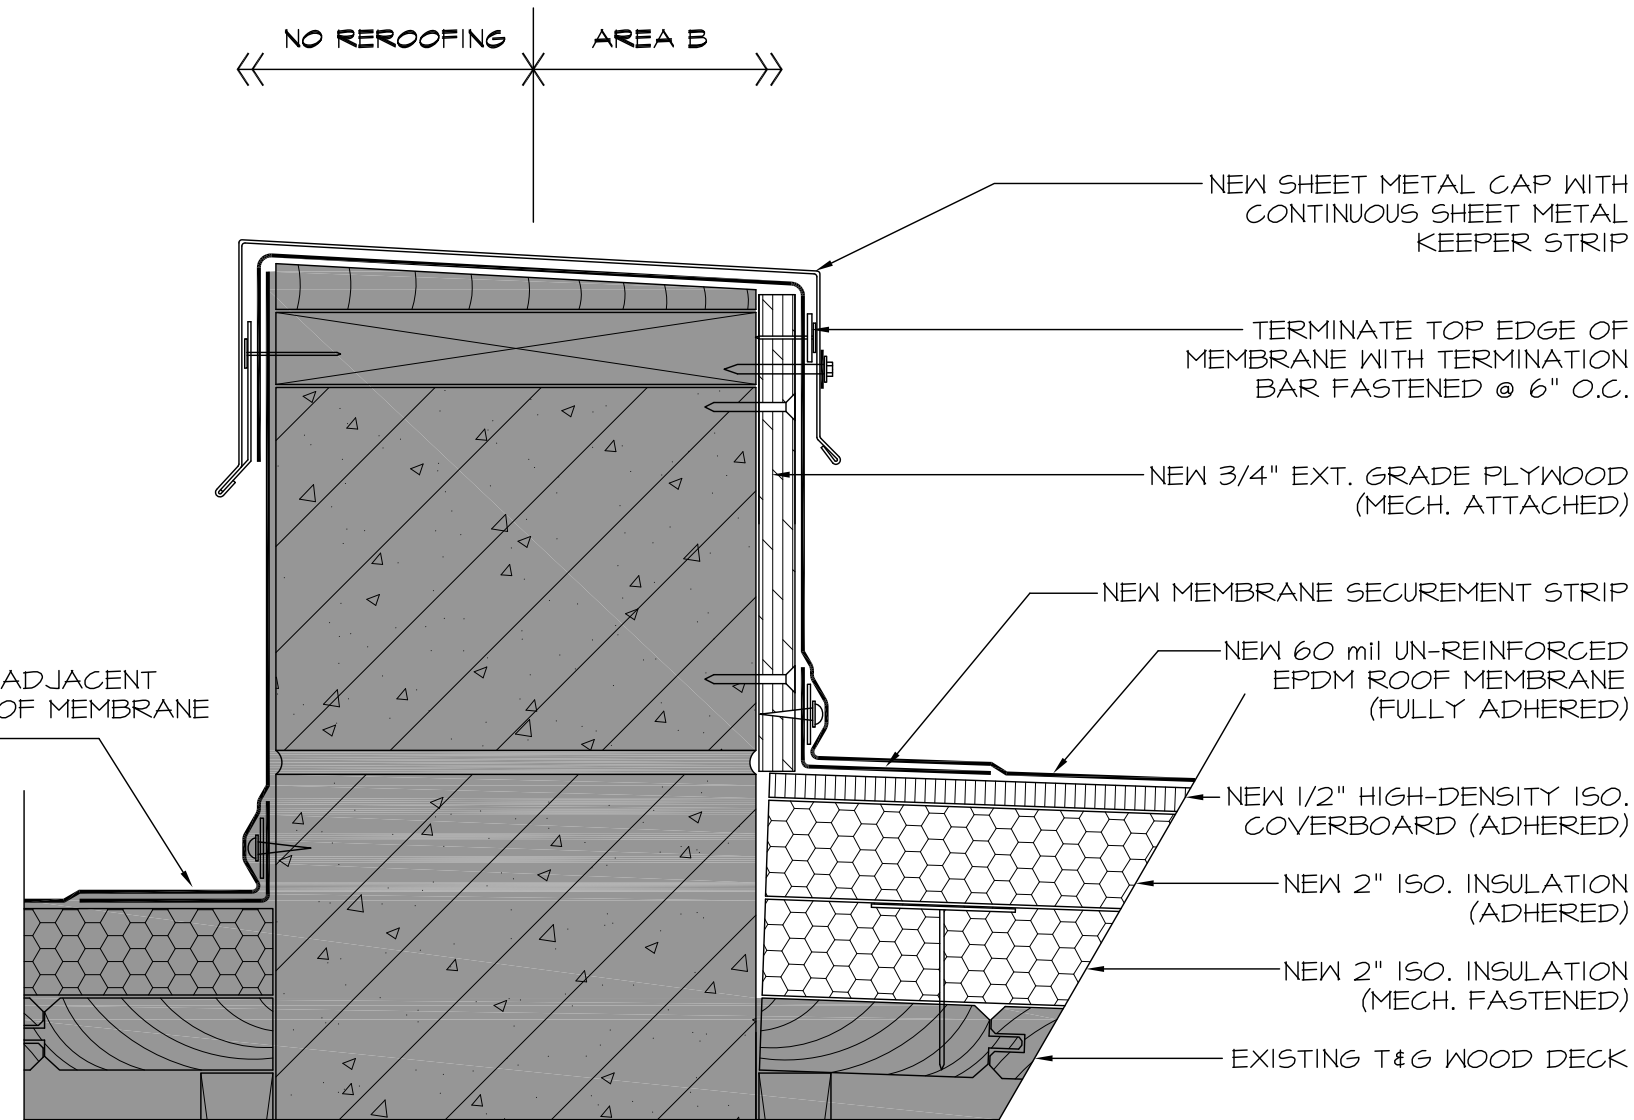 NO REROOFING
AREA B
NEW SHEET METAL CAP WITH
CONTINUOUS SHEET METAL
KEEPER STRIP
TERMINATE TOP EDGE OF
MEMBRANE WITH TERMINATION
BAR FASTENED @ 6" O.C.
NEW 3/4" EXT. GRADE PLYWOOD
(MECH. ATTACHED)
NEW MEMBRANE SECUREMENT STRIP
NEW 60 mil UN-REINFORCED
EPDM ROOF MEMBRANE
(FULLY ADHERED)
ADJACENT
OF MEMBRANE
NEW 1/2" HIGH-DENSITY ISO.
COVERBOARD (ADHERED)
NEW 2" ISO. INSULATION
(ADHERED)
NEW 2" ISO. INSULATION
(MECH. FASTENED)
EXISTING T&G WOOD DECK